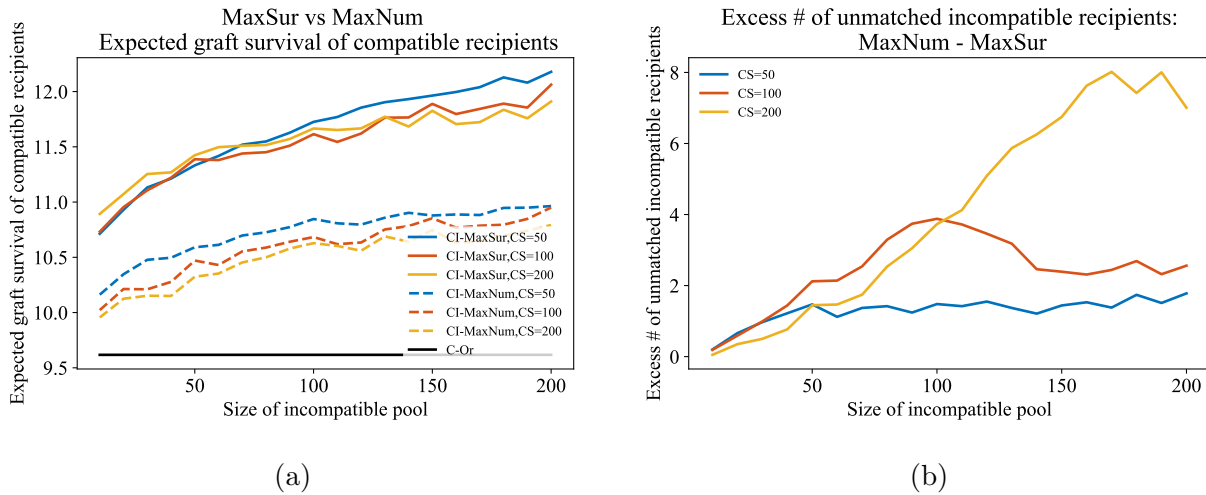 MaxSur vs MaxNum
Expected graft survival of compatible recipients
Expected graft survival of compatible recipients
12.0
11.5
11.0
10.5
10.0
9.5
CI-MaxSur,CS=50
CI-MaxSur,CS=100
CI-MaxSur,CS=200
CI-MaxNum,CS=50
CI-MaxNum,CS=100
CI-MaxNum,CS=200
C-Or
50 100 150 200
Size of incompatible pool
(a)
Excess # of unmatched incompatible recipients:
MaxNum - MaxSur
Excess # of unmatched incompatible recipients
8
6
4
2
0
CS=50
CS=100
CS=200
50 100 150 200
Size of incompatible pool
(b)